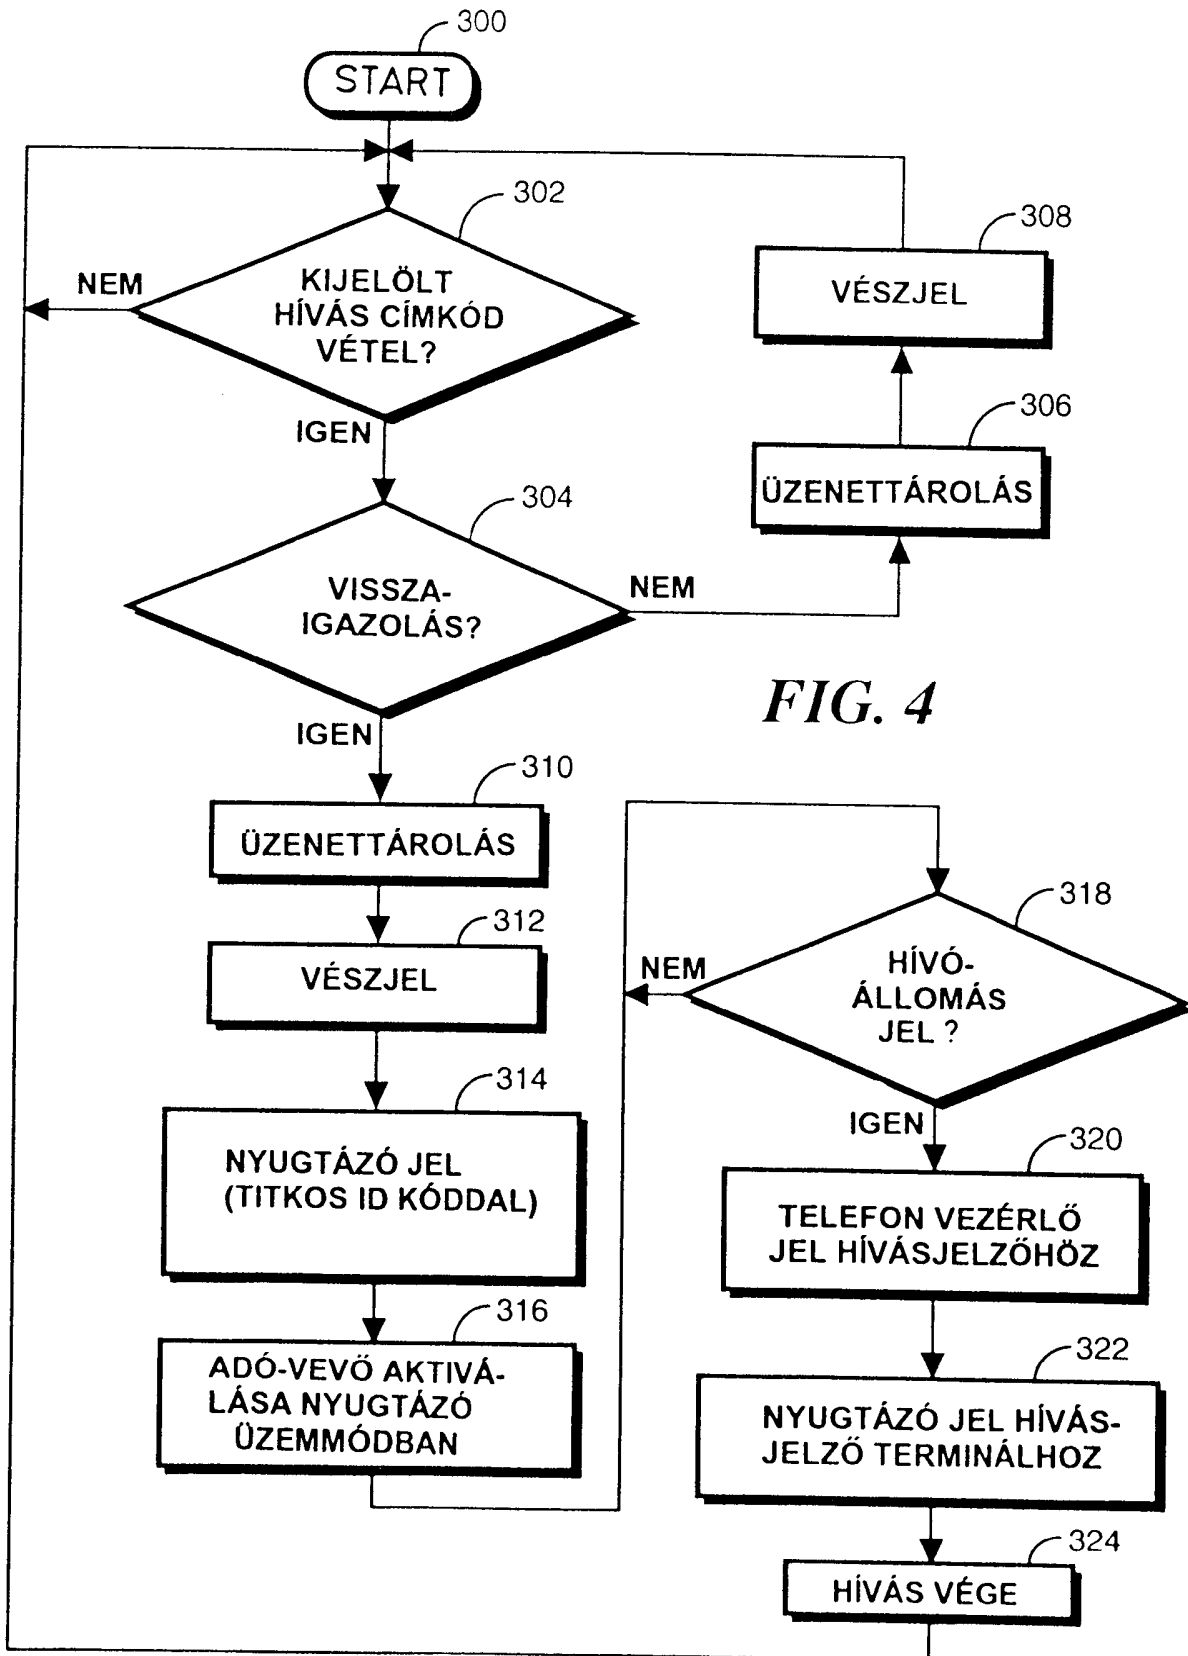 300
START
302
KIJELÖLT
HÍVÁS CÍMKÓD
VÉTEL?
NEM
IGEN
308
VÉSZJEL
306
ÜZENETTÁROLÁS
304
VISSZA-
IGAZOLÁS?
NEM
IGEN
FIG. 4
310
ÜZENETTÁROLÁS
312
VÉSZJEL
314
NYUGTÁZÓ JEL
(TITKOS ID KÓDDAL)
316
ADÓ-VEVŐ AKTIVÁ-
LÁSA NYUGTÁZÓ
ÜZEMMÓDBAN
318
HÍVÓ-
ÁLLOMÁS
JEL ?
NEM
IGEN
320
TELEFON VEZÉRLŐ
JEL HÍVÁSJELZŐHÖZ
322
NYUGTÁZÓ JEL HÍVÁS-
JELZŐ TERMINÁLHOZ
324
HÍVÁS VÉGE